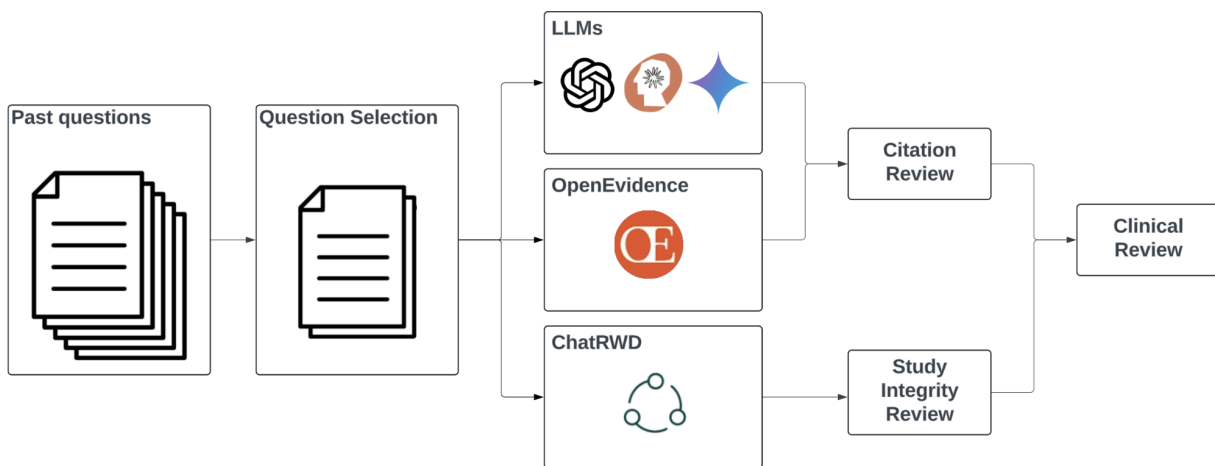 Past questions
Question Selection
LLMs
OpenEvidence
OE
ChatRWD
Citation
Review
Study
Integrity
Review
Clinical
Review